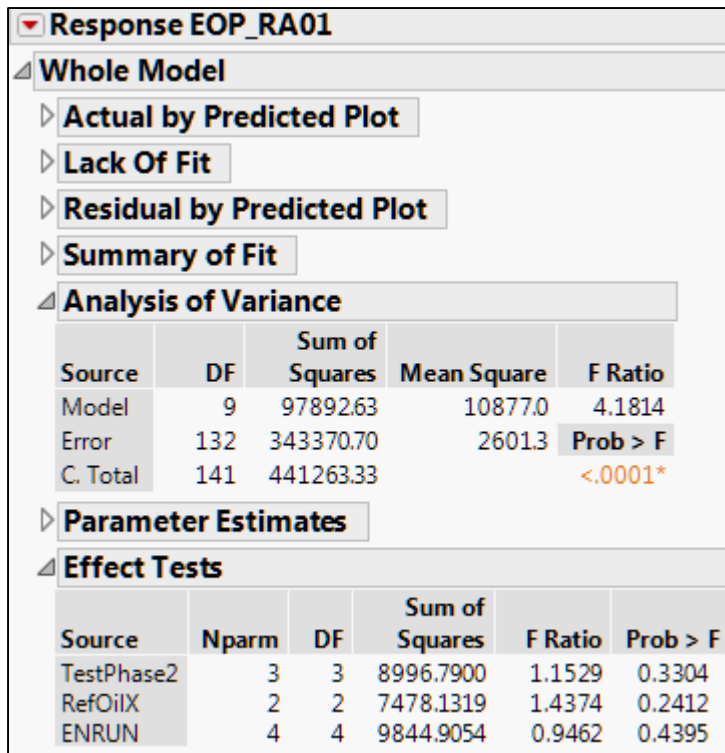 Response EOP_RA01
Whole Model
Actual by Predicted Plot
Lack Of Fit
Residual by Predicted Plot
Summary of Fit
Analysis of Variance
Sum of
Source DF Squares Mean Square F Ratio
Model 9 97892.63 10877.0 4.1814
Error 132 343370.70 2601.3 Prob > F
C. Total 141 441263.33 <.0001*
Parameter Estimates
Effect Tests
Sum of
Source Nparm DF Squares F Ratio Prob > F
TestPhase2 3 3 8996.7900 1.1529 0.3304
RefOilX 2 2 7478.1319 1.4374 0.2412
ENRUN 4 4 9844.9054 0.9462 0.4395